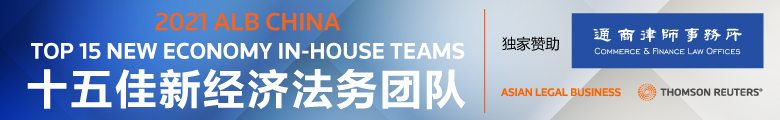 2021 ALB CHINA
TOP 15 NEW ECONOMY IN-HOUSE TEAMS
十五佳新经济法务团队
独家赞助
通商律師事務所
COMMERCE & FINANCE LAW OFFICES
ASIAN LEGAL BUSINESS
THOMSON REUTERS®